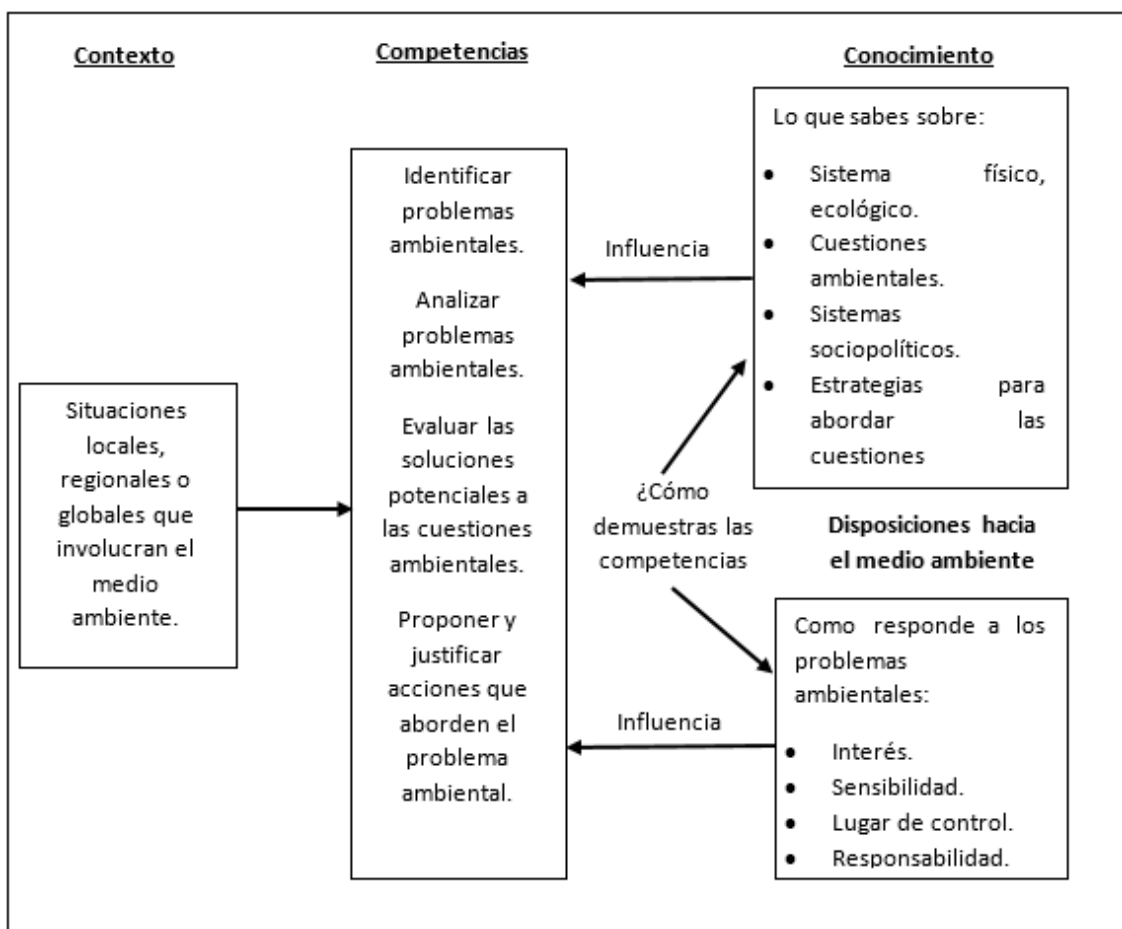 Contexto
Competencias
Conocimiento
Situaciones
locales,
regionales o
globales que
involucran el
medio
ambiente.
Identificar
problemas
ambientales.
Analizar
problemas
ambientales.
Evaluar las
soluciones
potenciales a
las cuestiones
ambientales.
Proponer y
justificar
acciones que
aborden el
problema
ambiental.
Influencia
Lo que sabes sobre:
• Sistema físico,
ecológico.
• Cuestiones
ambientales.
• Sistemas
sociopolíticos.
• Estrategias para
abordar las
cuestiones
¿Cómo
demuestras las
competencias
Disposiciones hacia
el medio ambiente
Influencia
Como responde a los
problemas
ambientales:
• Interés.
• Sensibilidad.
• Lugar de control.
• Responsabilidad.